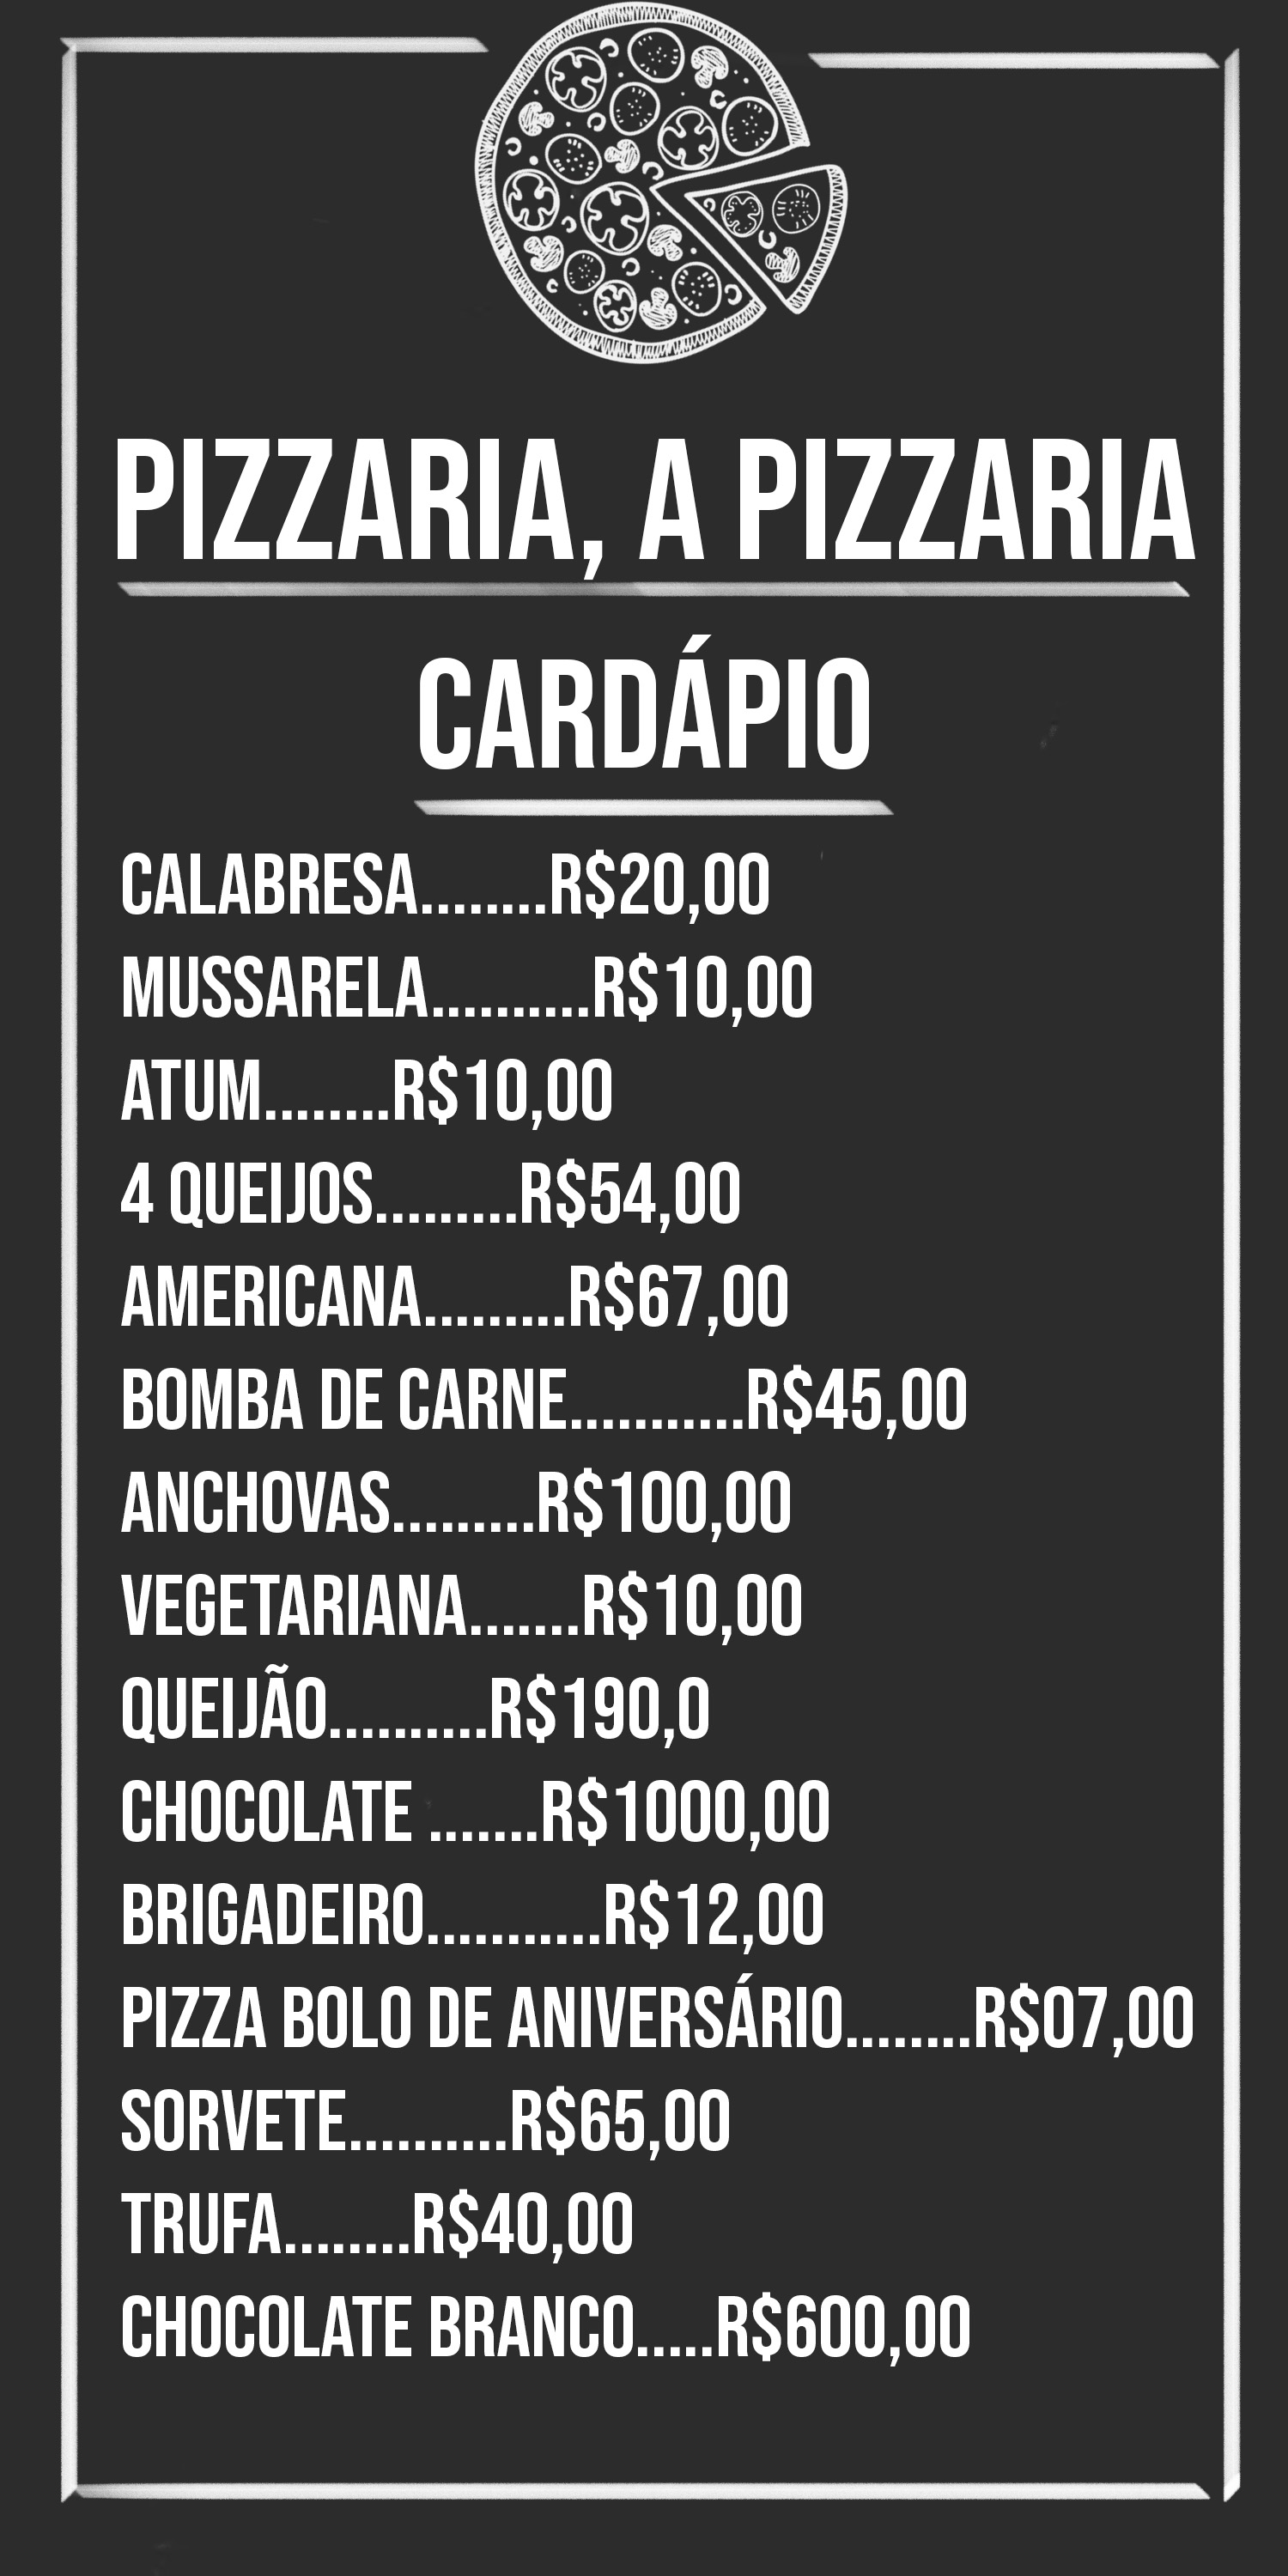 PIZZARIA, A PIZZARIA
CARDÁPIO
CALABRESA........R$20,00
MUSSARELA..........R$10,00
ATUM........R$10,00
4 QUEIJOS.........R$54,00
AMERICANA.........R$67,00
BOMBA DE CARNE...........R$45,00
ANCHOVAS.........R$100,00
VEGETARIANA.......R$10,00
QUEIJÃO..........R$190,0
CHOCOLATE .......R$1000,00
BRIGADEIRO...........R$12,00
PIZZA BOLO DE ANIVERSÁRIO........R$07,00
SORVETE..........R$65,00
TRUFA........R$40,00
CHOCOLATE BRANCO.....R$600,00